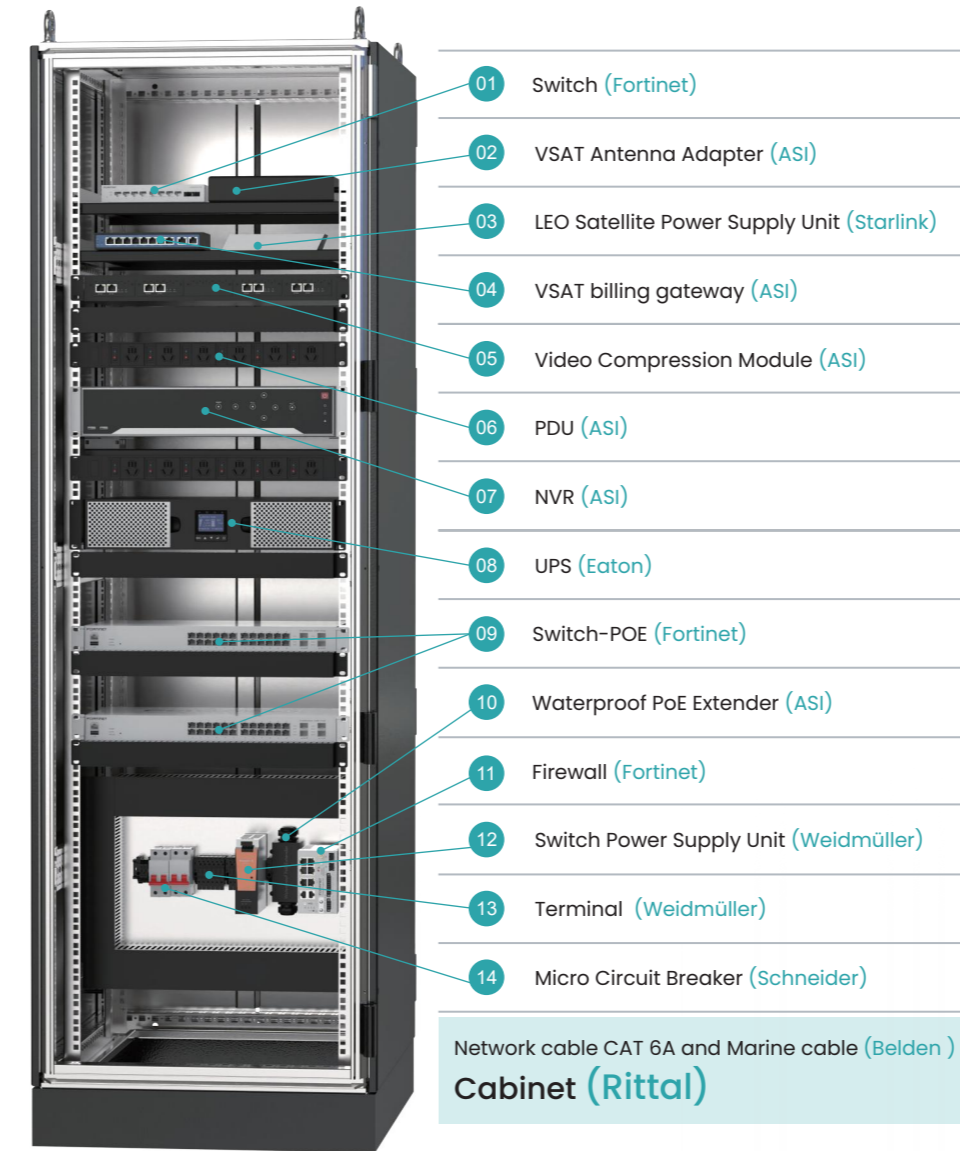 01 Switch (Fortinet)
02 VSAT Antenna Adapter (ASI)
03 LEO Satellite Power Supply Unit (Starlink)
04 VSAT billing gateway (ASI)
05 Video Compression Module (ASI)
06 PDU (ASI)
07 NVR (ASI)
08 UPS (Eaton)
09 Switch-POE (Fortinet)
10 Waterproof PoE Extender (ASI)
11 Firewall (Fortinet)
12 Switch Power Supply Unit (Weidmüller)
13 Terminal (Weidmüller)
14 Micro Circuit Breaker (Schneider)
Network cable CAT 6A and Marine cable (Belden )
Cabinet (Rittal)